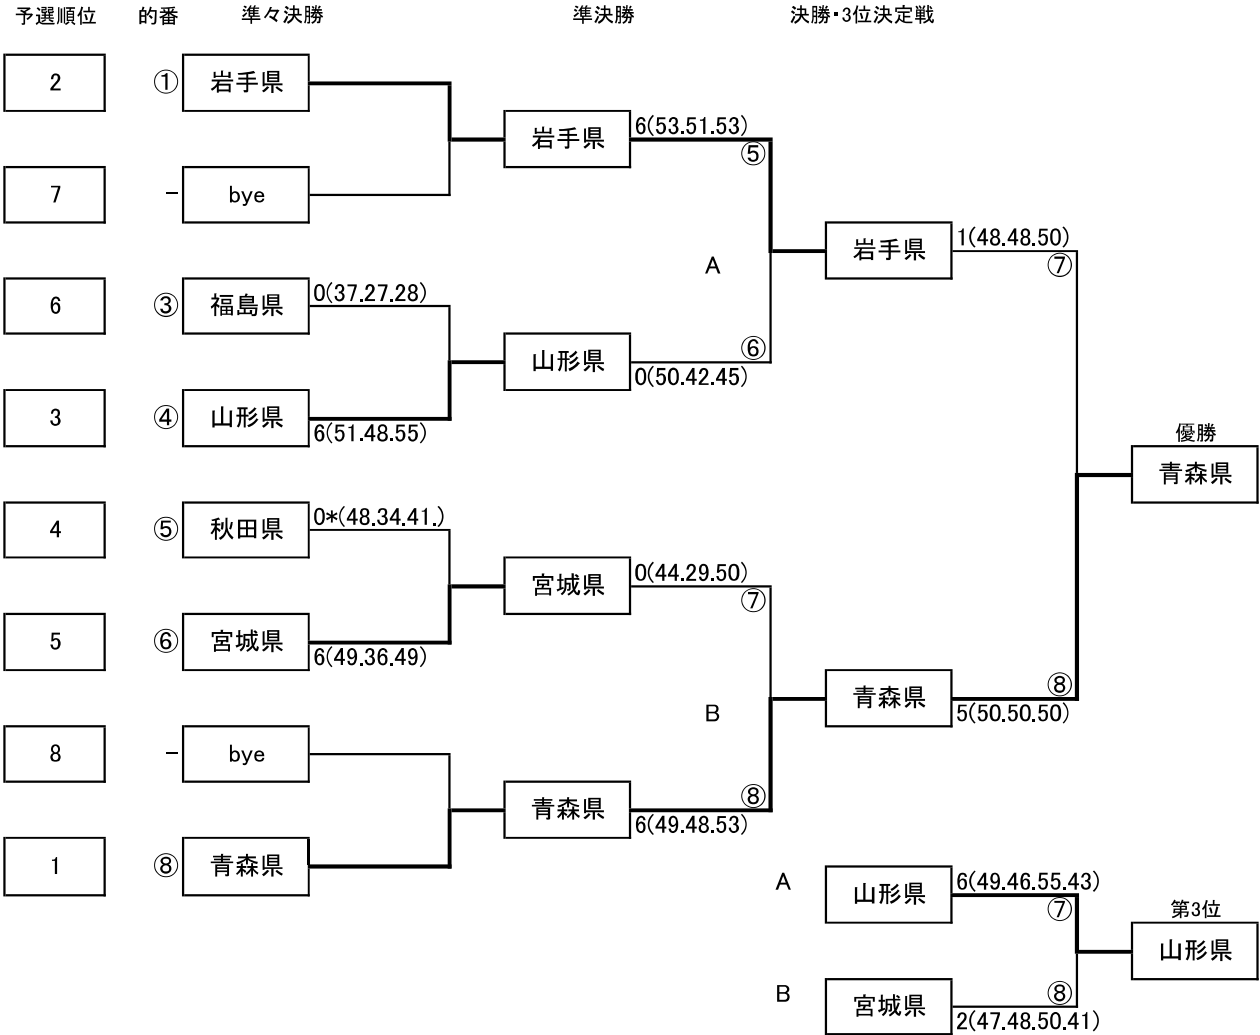 予選順位 的番 準々決勝 準決勝 決勝・3位決定戦
2 ① 岩手県
岩手県 6(53.51.53)
⑤
7 － bye
岩手県 1(48.48.50)
⑦
A
6 ③ 福島県 0(37.27.28)
⑥
山形県 0(50.42.45)
3 ④ 山形県 6(51.48.55)
優勝
青森県
4 ⑤ 秋田県 0*(48.34.41.)
宮城県 0(44.29.50)
⑦
5 ⑥ 宮城県 6(49.36.49)
⑧
青森県 5(50.50.50)
B
8 － bye
⑧
青森県 6(49.48.53)
1 ⑧ 青森県
A 山形県 6(49.46.55.43)
⑦
第3位
山形県
⑧
B 宮城県 2(47.48.50.41)